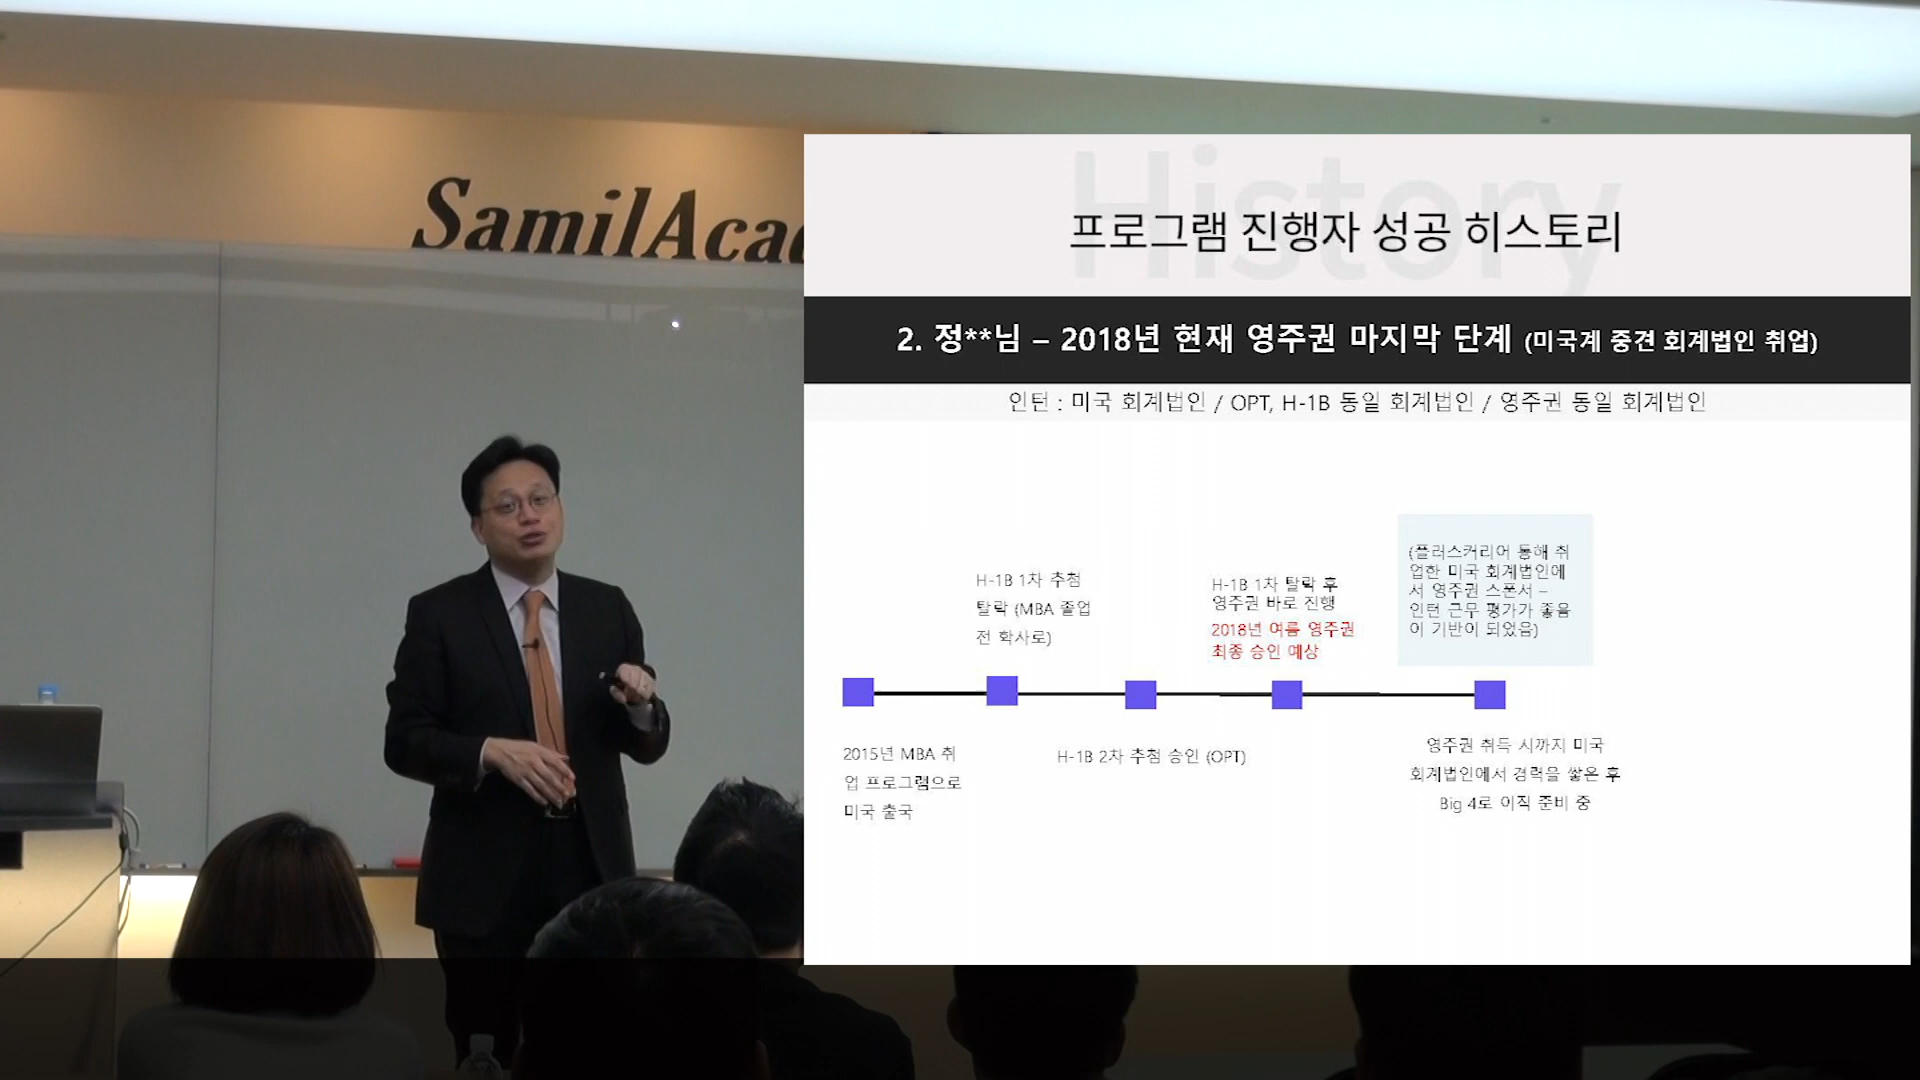 SamilAca
History
프로그램 진행자 성공 히스토리
2. 정**님 – 2018년 현재 영주권 마지막 단계 (미국계 중견 회계법인 취업)
인턴 : 미국 회계법인 / OPT, H-1B 동일 회계법인 / 영주권 동일 회계법인
H-1B 1차 추첨
탈락 (MBA 졸업
전 학사로)
H-1B 1차 탈락 후
영주권 바로 진행
2018년 여름 영주권
최종 승인 예상
(플러스커리어 통해 취
업한 미국 회계법인에
서 영주권 스폰서 –
인턴 근무 평가가 좋음
이 기반이 되었음)
2015년 MBA 취
업 프로그램으로
미국 출국
H-1B 2차 추첨 승인 (OPT)
영주권 취득 시까지 미국
회계법인에서 경력을 쌓은 후
Big 4로 이직 준비 중